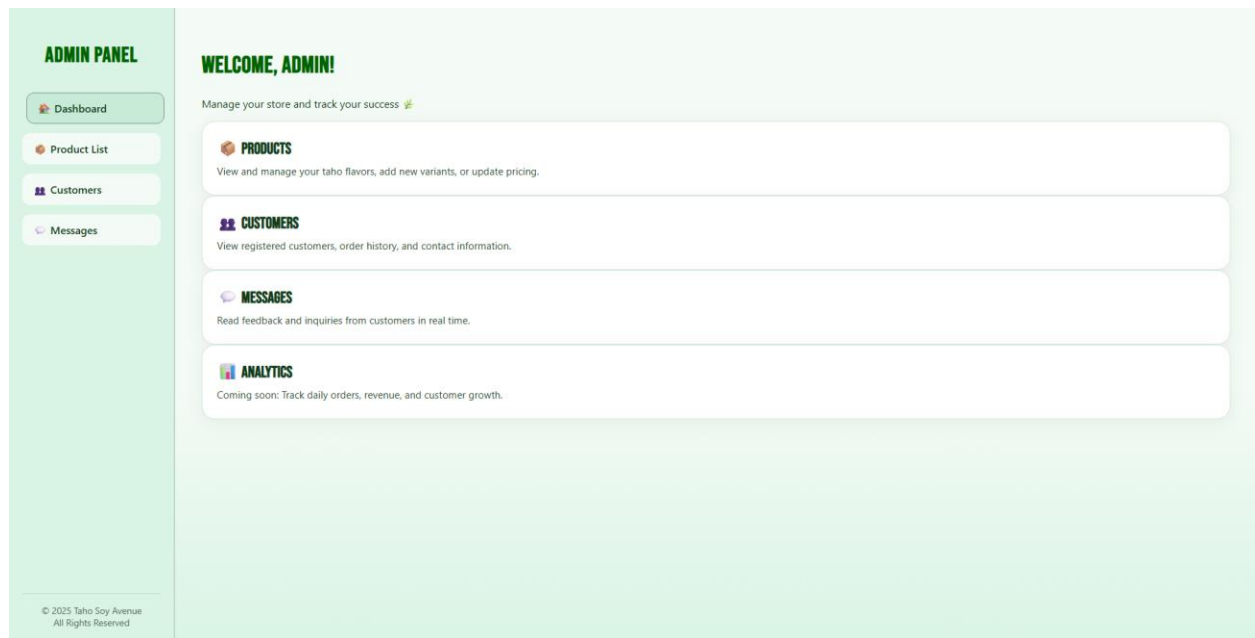 ADMIN PANEL
Dashboard
Product List
Customers
Messages
© 2025 Taho Soy Avenue
All Rights Reserved
WELCOME, ADMIN!
Manage your store and track your success
PRODUCTS
View and manage your taho flavors, add new variants, or update pricing.
CUSTOMERS
View registered customers, order history, and contact information.
MESSAGES
Read feedback and inquiries from customers in real time.
ANALYTICS
Coming soon: Track daily orders, revenue, and customer growth.